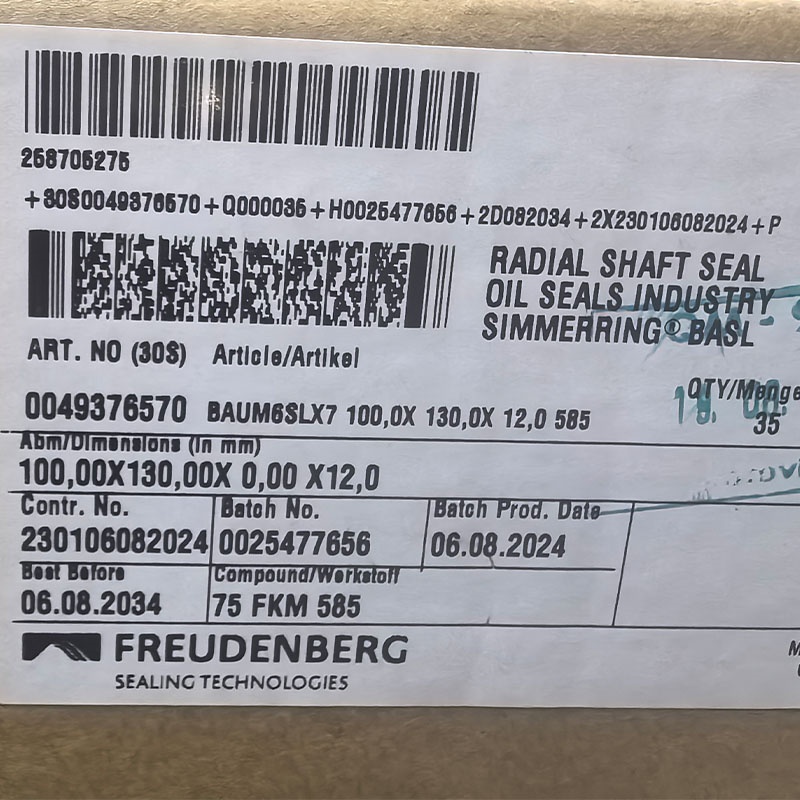 258705275
+30S0049376570+Q000035+H0025477656+2D082034+2X230106082024+P
RADIAL SHAFT SEAL
OIL SEALS INDUSTRY
SIMMERRING® BASL
ART. NO (30S) Article/Artikel
QTY/Menge
0049376570 BAUM6SLX7 100,0X 130,0X 12,0 585
35
Abm/Dimensions (in mm)
100,00X130,00X 0,00 X12,0
Contr. No. Batch No. Batch Prod. Date
230106082024 0025477656 06.08.2024
Best Before Compound/Werkstoff
06.08.2034 75 FKM 585
FREUDENBERG
SEALING TECHNOLOGIES